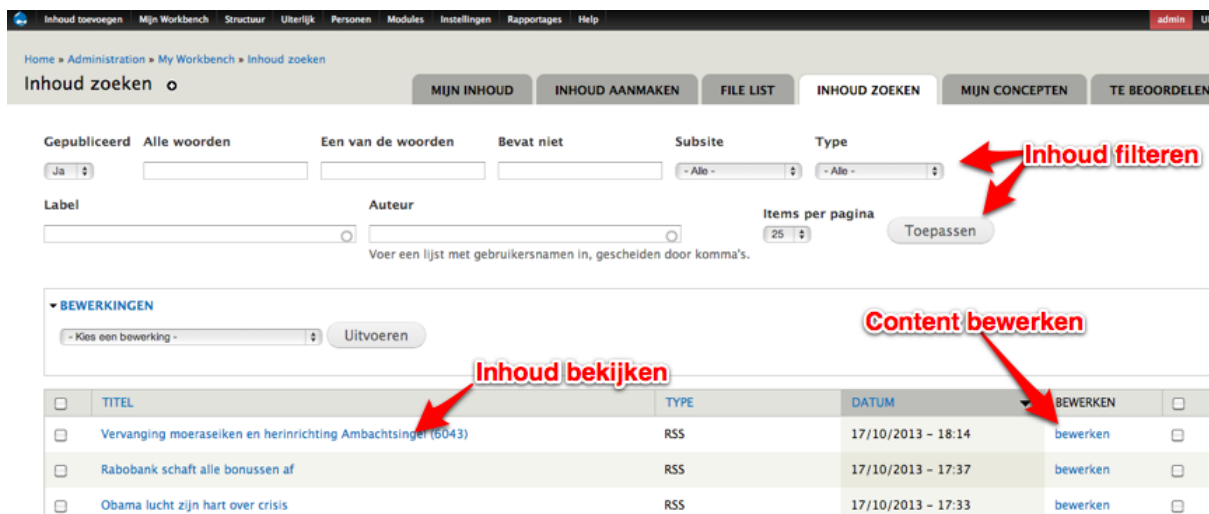 Inhoud toevoegen Mijn Workbench Structuur Uiterlijk Personen Modules Instellingen Rapportages Help admin
Home » Administration » My Workbench » Inhoud zoeken
Inhoud zoeken MIJN INHOUD INHOUD AANMAKEN FILE LIST INHOUD ZOEKEN MIJN CONCEPTEN TE BEOORDELEN
Gepubliceerd Alle woorden Een van de woorden Bevat niet Subsite Type
Inhoud filteren
Ja - Alle - - Alle -
Label Auteur Items per pagina
25 Toepassen
Voer een lijst met gebruikersnamen in, gescheiden door komma's.
BEWERKINGEN
Content bewerken
- Kies een bewerking - Uitvoeren
Inhoud bekijken
TITEL TYPE DATUM BEWERKEN
Vervanging moeraseiken en herinrichting Ambachtsingel (6043) RSS 17/10/2013 – 18:14 bewerken
Rabobank schaft alle bonussen af RSS 17/10/2013 – 17:37 bewerken
Obama lucht zijn hart over crisis RSS 17/10/2013 – 17:33 bewerken